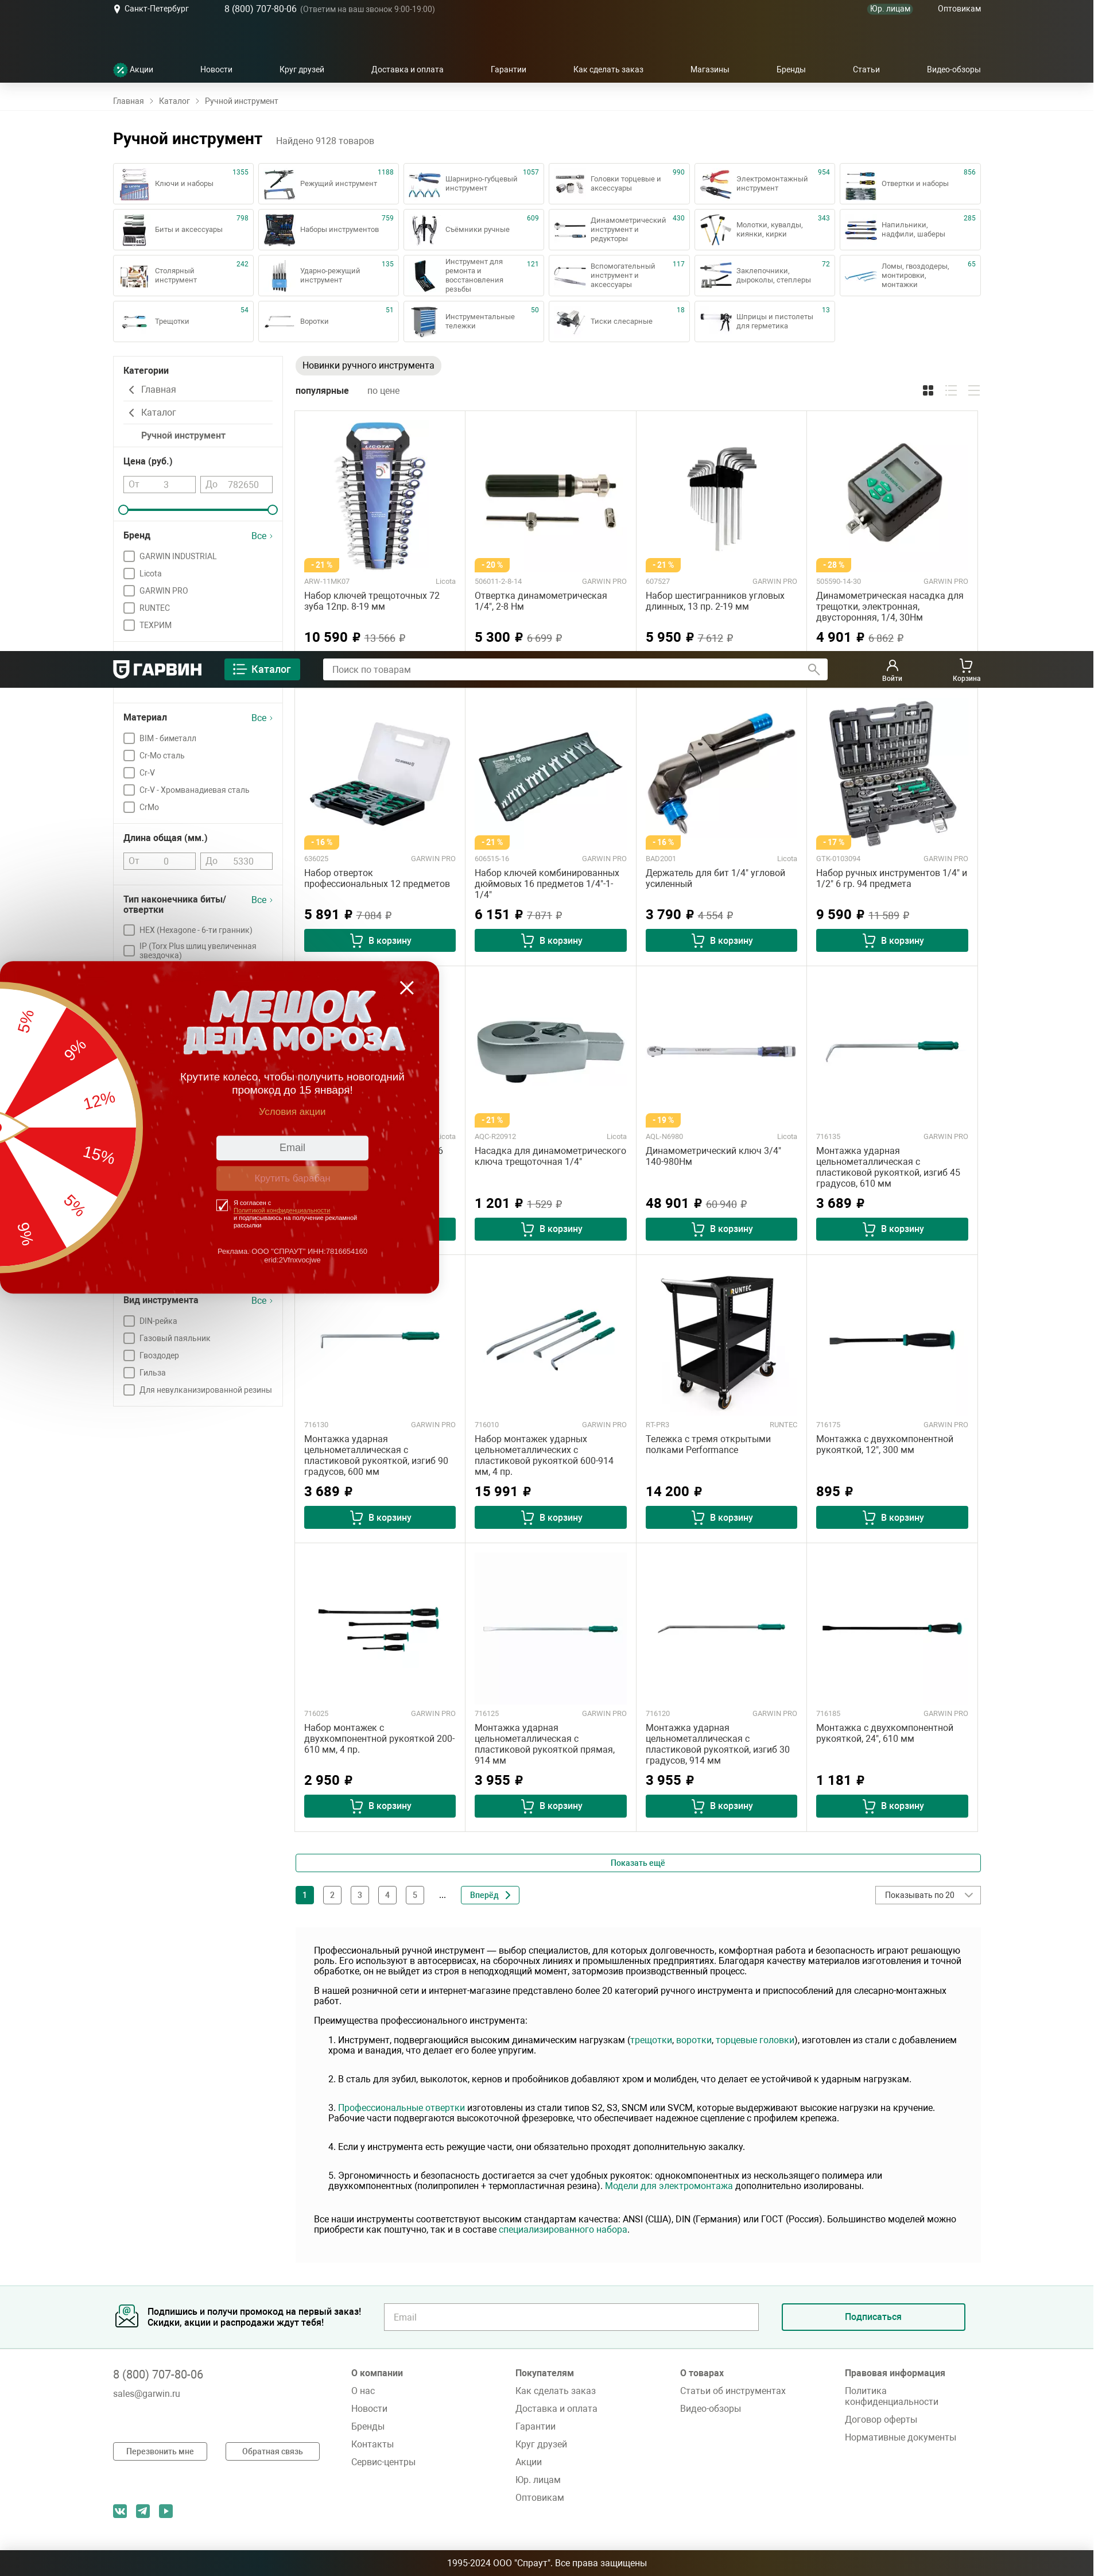 Санкт-Петербург
8 (800) 707-80-06 (Ответим на ваш звонок 9:00-19:00)
Юр. лицам
Оптовикам
Акции
Новости
Круг друзей
Доставка и оплата
Гарантии
Как сделать заказ
Магазины
Бренды
Статьи
Видео-обзоры
Главная > Каталог > Ручной инструмент
Ручной инструмент
Найдено 9128 товаров
Ключи и наборы
1355
Режущий инструмент
1188
Шарнирно-губцевый
инструмент
1057
Головки торцевые и
аксессуары
990
Электромонтажный
инструмент
954
Отвертки и наборы
856
Биты и аксессуары
798
Наборы инструментов
759
Съёмники ручные
609
Динамометрический
инструмент и
редукторы
430
Молотки, кувалды,
киянки, кирки
343
Напильники,
надфили, шаберы
285
Столярный
инструмент
242
Ударно-режущий
инструмент
135
Инструмент для
ремонта и
восстановления
резьбы
121
Вспомогательный
инструмент и
аксессуары
117
Заклепочники,
дыроколы, степлеры
72
Ломы, гвоздодеры,
монтировки,
монтажки
65
Трещотки
54
Воротки
51
Инструментальные
тележки
50
Тиски слесарные
18
Шприцы и пистолеты
для герметика
13
Категории
Главная
Каталог
Ручной инструмент
Цена (руб.)
От 3
До 782650
Бренд
Все ›
GARWIN INDUSTRIAL
Licota
GARWIN PRO
RUNTEC
ТЕХРИМ
Новинки ручного инструмента
популярные
по цене
- 21 %
ARW-11MK07
Licota
Набор ключей трещоточных 72
зуба 12пр. 8-19 мм
10 590 ₽ 13 566 ₽
- 20 %
506011-2-8-14
GARWIN PRO
Отвертка динамометрическая
1/4", 2-8 Нм
5 300 ₽ 6 699 ₽
- 21 %
607527
GARWIN PRO
Набор шестигранников угловых
длинных, 13 пр. 2-19 мм
5 950 ₽ 7 612 ₽
- 28 %
505590-14-30
GARWIN PRO
Динамометрическая насадка для
трещотки, электронная,
двусторонняя, 1/4, 30Нм
4 901 ₽ 6 862 ₽
ГАРВИН
Каталог
Поиск по товарам
Войти
Корзина
Материал
Все ›
BIM - биметалл
Cr-Mo сталь
Cr-V
Cr-V - Хромванадиевая сталь
CrMo
Длина общая (мм.)
От 0
До 5330
Тип наконечника биты/
отвертки
Все ›
HEX (Hexagone - 6-ти гранник)
IP (Torx Plus шлиц увеличенная
звездочка)
- 16 %
636025
GARWIN PRO
Набор отверток
профессиональных 12 предметов
5 891 ₽ 7 084 ₽
В корзину
- 21 %
606515-16
GARWIN PRO
Набор ключей комбинированных
дюймовых 16 предметов 1/4"-1-
1/4"
6 151 ₽ 7 871 ₽
В корзину
- 16 %
BAD2001
Licota
Держатель для бит 1/4" угловой
усиленный
3 790 ₽ 4 554 ₽
В корзину
- 17 %
GTK-0103094
GARWIN PRO
Набор ручных инструментов 1/4" и
1/2" 6 гр. 94 предмета
9 590 ₽ 11 589 ₽
В корзину
5%
9%
12%
15%
5%
9%
МЕШОК
ДЕДА МОРОЗА
Крутите колесо, чтобы получить новогодний
промокод до 15 января!
Условия акции
Email
Крутить барабан
Я согласен с
Политикой конфиденциальности
и подписываюсь на получение рекламной
рассылки
Реклама. ООО "СПРАУТ" ИНН:7816654160
erid:2Vfnxvocjwe
- 21 %
AQC-R20912
Licota
Насадка для динамометрического
ключа трещоточная 1/4"
1 201 ₽ 1 529 ₽
В корзину
- 19 %
AQL-N6980
Licota
Динамометрический ключ 3/4"
140-980Нм
48 901 ₽ 60 940 ₽
В корзину
716135
GARWIN PRO
Монтажка ударная
цельнометаллическая с
пластиковой рукояткой, изгиб 45
градусов, 610 мм
3 689 ₽
В корзину
Вид инструмента
Все ›
DIN-рейка
Газовый паяльник
Гвоздодер
Гильза
Для невулканизированной резины
716130
GARWIN PRO
Монтажка ударная
цельнометаллическая с
пластиковой рукояткой, изгиб 90
градусов, 600 мм
3 689 ₽
В корзину
716010
GARWIN PRO
Набор монтажек ударных
цельнометаллических с
пластиковой рукояткой 600-914
мм, 4 пр.
15 991 ₽
В корзину
RUNTEC
RT-PR3
RUNTEC
Тележка с тремя открытыми
полками Performance
14 200 ₽
В корзину
716175
GARWIN PRO
Монтажка с двухкомпонентной
рукояткой, 12", 300 мм
895 ₽
В корзину
716025
GARWIN PRO
Набор монтажек с
двухкомпонентной рукояткой 200-
610 мм, 4 пр.
2 950 ₽
В корзину
716125
GARWIN PRO
Монтажка ударная
цельнометаллическая с
пластиковой рукояткой прямая,
914 мм
3 955 ₽
В корзину
716120
GARWIN PRO
Монтажка ударная
цельнометаллическая с
пластиковой рукояткой, изгиб 30
градусов, 914 мм
3 955 ₽
В корзину
716185
GARWIN PRO
Монтажка с двухкомпонентной
рукояткой, 24", 610 мм
1 181 ₽
В корзину
Показать ещё
1 2 3 4 5 ... Вперёд
Показывать по 20
Профессиональный ручной инструмент — выбор специалистов, для которых долговечность, комфортная работа и безопасность играют решающую
роль. Его используют в автосервисах, на сборочных линиях и промышленных предприятиях. Благодаря качеству материалов изготовления и точной
обработке, он не выйдет из строя в неподходящий момент, затормозив производственный процесс.
В нашей розничной сети и интернет-магазине представлено более 20 категорий ручного инструмента и приспособлений для слесарно-монтажных
работ.
Преимущества профессионального инструмента:
1. Инструмент, подвергающийся высоким динамическим нагрузкам (трещотки, воротки, торцевые головки), изготовлен из стали с добавлением
хрома и ванадия, что делает его более упругим.
2. В сталь для зубил, выколоток, кернов и пробойников добавляют хром и молибден, что делает ее устойчивой к ударным нагрузкам.
3. Профессиональные отвертки изготовлены из стали типов S2, S3, SNCM или SVCM, которые выдерживают высокие нагрузки на кручение.
Рабочие части подвергаются высокоточной фрезеровке, что обеспечивает надежное сцепление с профилем крепежа.
4. Если у инструмента есть режущие части, они обязательно проходят дополнительную закалку.
5. Эргономичность и безопасность достигается за счет удобных рукояток: однокомпонентных из нескользящего полимера или
двухкомпонентных (полипропилен + термопластичная резина). Модели для электромонтажа дополнительно изолированы.
Все наши инструменты соответствуют высоким стандартам качества: ANSI (США), DIN (Германия) или ГОСТ (Россия). Большинство моделей можно
приобрести как поштучно, так и в составе специализированного набора.
Подпишись и получи промокод на первый заказ!
Скидки, акции и распродажи ждут тебя!
Email
Подписаться
8 (800) 707-80-06
sales@garwin.ru
Перезвонить мне
Обратная связь
О компании
О нас
Новости
Бренды
Контакты
Сервис-центры
Покупателям
Как сделать заказ
Доставка и оплата
Гарантии
Круг друзей
Акции
Юр. лицам
Оптовикам
О товарах
Статьи об инструментах
Видео-обзоры
Правовая информация
Политика
конфиденциальности
Договор оферты
Нормативные документы
1995-2024 ООО "Спраут". Все права защищены